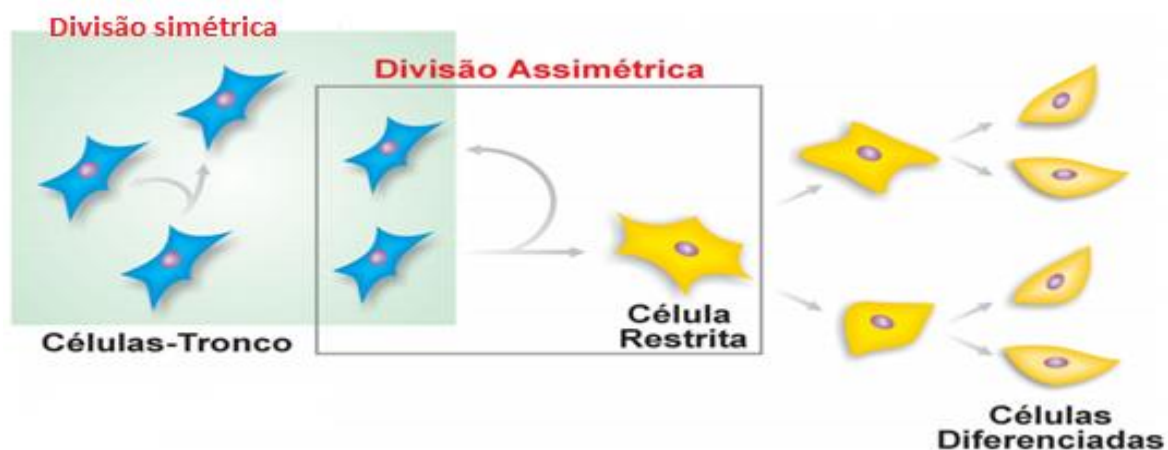 Divisão simétrica
Divisão Assimétrica
Célula
Restrita
Células-Tronco
Células
Diferenciadas